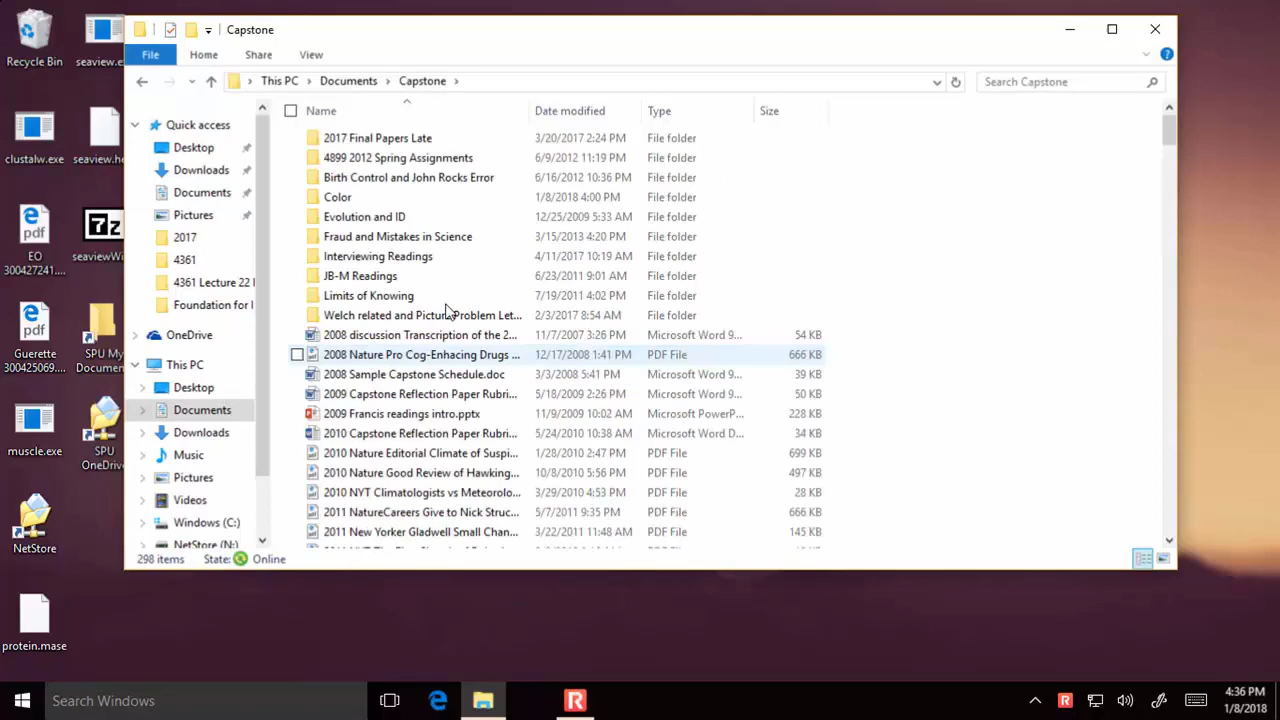 Capstone
File Home Share View
This PC Documents Capstone
Search Capstone
Name Date modified Type Size
2017 Final Papers Late 3/20/2017 2:24 PM File folder
4899 2012 Spring Assignments 6/9/2012 11:19 PM File folder
Birth Control and John Rocks Error 6/16/2012 10:36 PM File folder
Color 1/8/2018 4:00 PM File folder
Evolution and ID 12/25/2009 5:33 AM File folder
Fraud and Mistakes in Science 3/15/2013 4:20 PM File folder
Interviewing Readings 4/11/2017 10:19 AM File folder
JB-M Readings 6/23/2011 9:01 AM File folder
Limits of Knowing 7/19/2011 4:02 PM File folder
Welch related and Picture Problem Let... 2/3/2017 8:54 AM File folder
2008 discussion Transcription of the 2... 11/7/2007 3:26 PM Microsoft Word 9... 54 KB
2008 Nature Pro Cog-Enhacing Drugs ... 12/17/2008 1:41 PM PDF File 666 KB
2008 Sample Capstone Schedule.doc 3/3/2008 5:41 PM Microsoft Word 9... 39 KB
2009 Capstone Reflection Paper Rubri... 5/18/2009 2:26 PM Microsoft Word 9... 50 KB
2009 Francis readings intro.pptx 11/9/2009 10:02 AM Microsoft PowerP... 228 KB
2010 Capstone Reflection Paper Rubri... 5/24/2010 10:38 AM Microsoft Word D... 34 KB
2010 Nature Editorial Climate of Suspi... 1/28/2010 2:47 PM PDF File 699 KB
2010 Nature Good Review of Hawking... 10/8/2010 5:56 PM PDF File 497 KB
2010 NYT Climatologists vs Meteorolo... 3/29/2010 4:53 PM PDF File 28 KB
2011 NatureCareers Give to Nick Struc... 5/7/2011 9:35 PM PDF File 666 KB
2011 New Yorker Gladwell Small Chan... 3/22/2011 11:48 AM PDF File 145 KB
Quick access
Desktop
Downloads
Documents
Pictures
2017
4361
4361 Lecture 22
Foundation for
OneDrive
This PC
Desktop
Documents
Downloads
Music
Pictures
Videos
Windows (C:)
NetStore (N:)
298 items State: Online
Recycle Bin
seaview.e
clustalw.exe
seaview.he
EO
300427241....
seaviewWi
Guerette
300425069....
SPU My
Documen
muscle.exe
SPU
OneDriv
NetStore
protein.mase
Search Windows
4:36 PM
1/8/2018